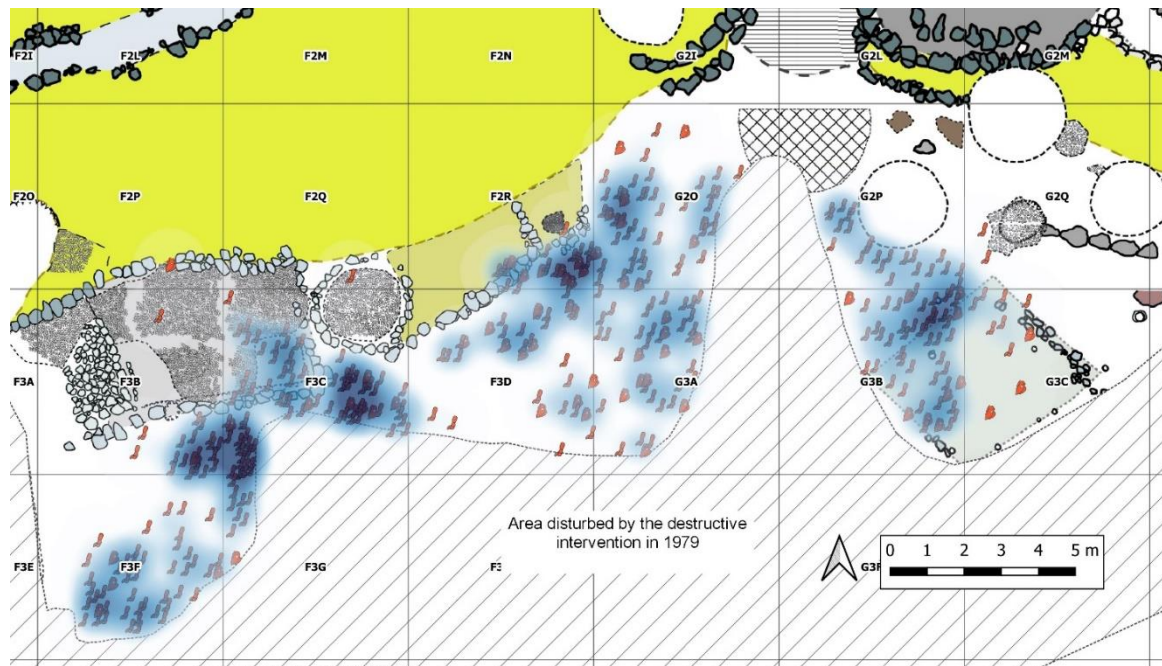 F2I F2L F2M F2N G2I G2L G2M
F2O F2P F2Q F2R G2O G2P G2Q
F3A F3B F3C F3D G3A G3B G3C
Area disturbed by the destructive
intervention in 1979
0 1 2 3 4 5 m
F3E F3F F3G